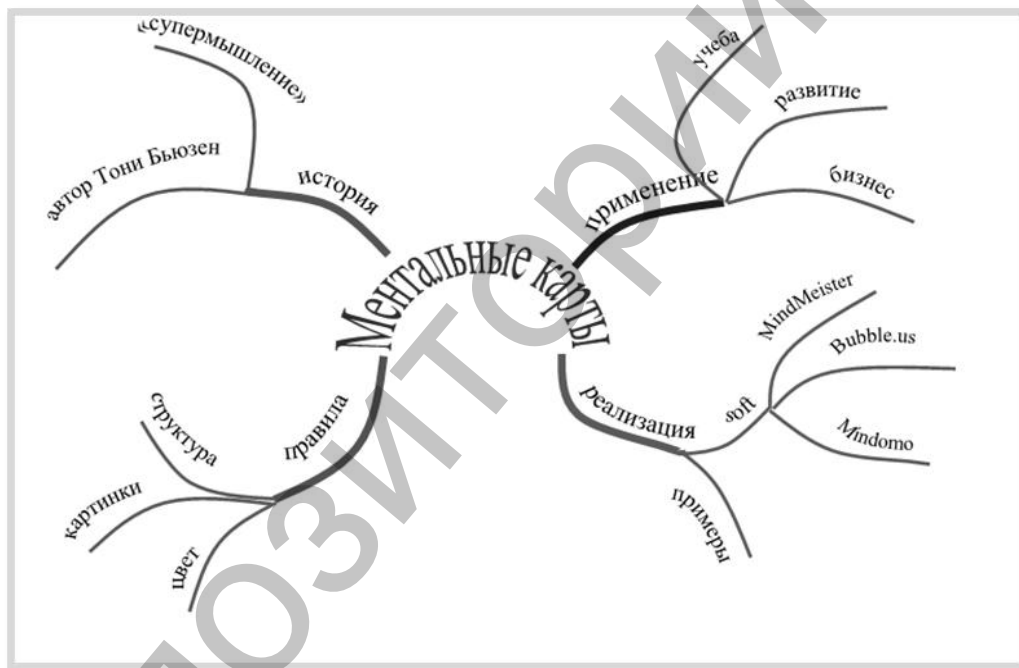 Ментальные карты
история
«супермышление»
автор Тони Бьюзен
применение
учеба
развитие
бизнес
правила
структура
картинки
цвет
реализация
soft
MindMeister
Bubble.us
Mindomo
примеры
позитории